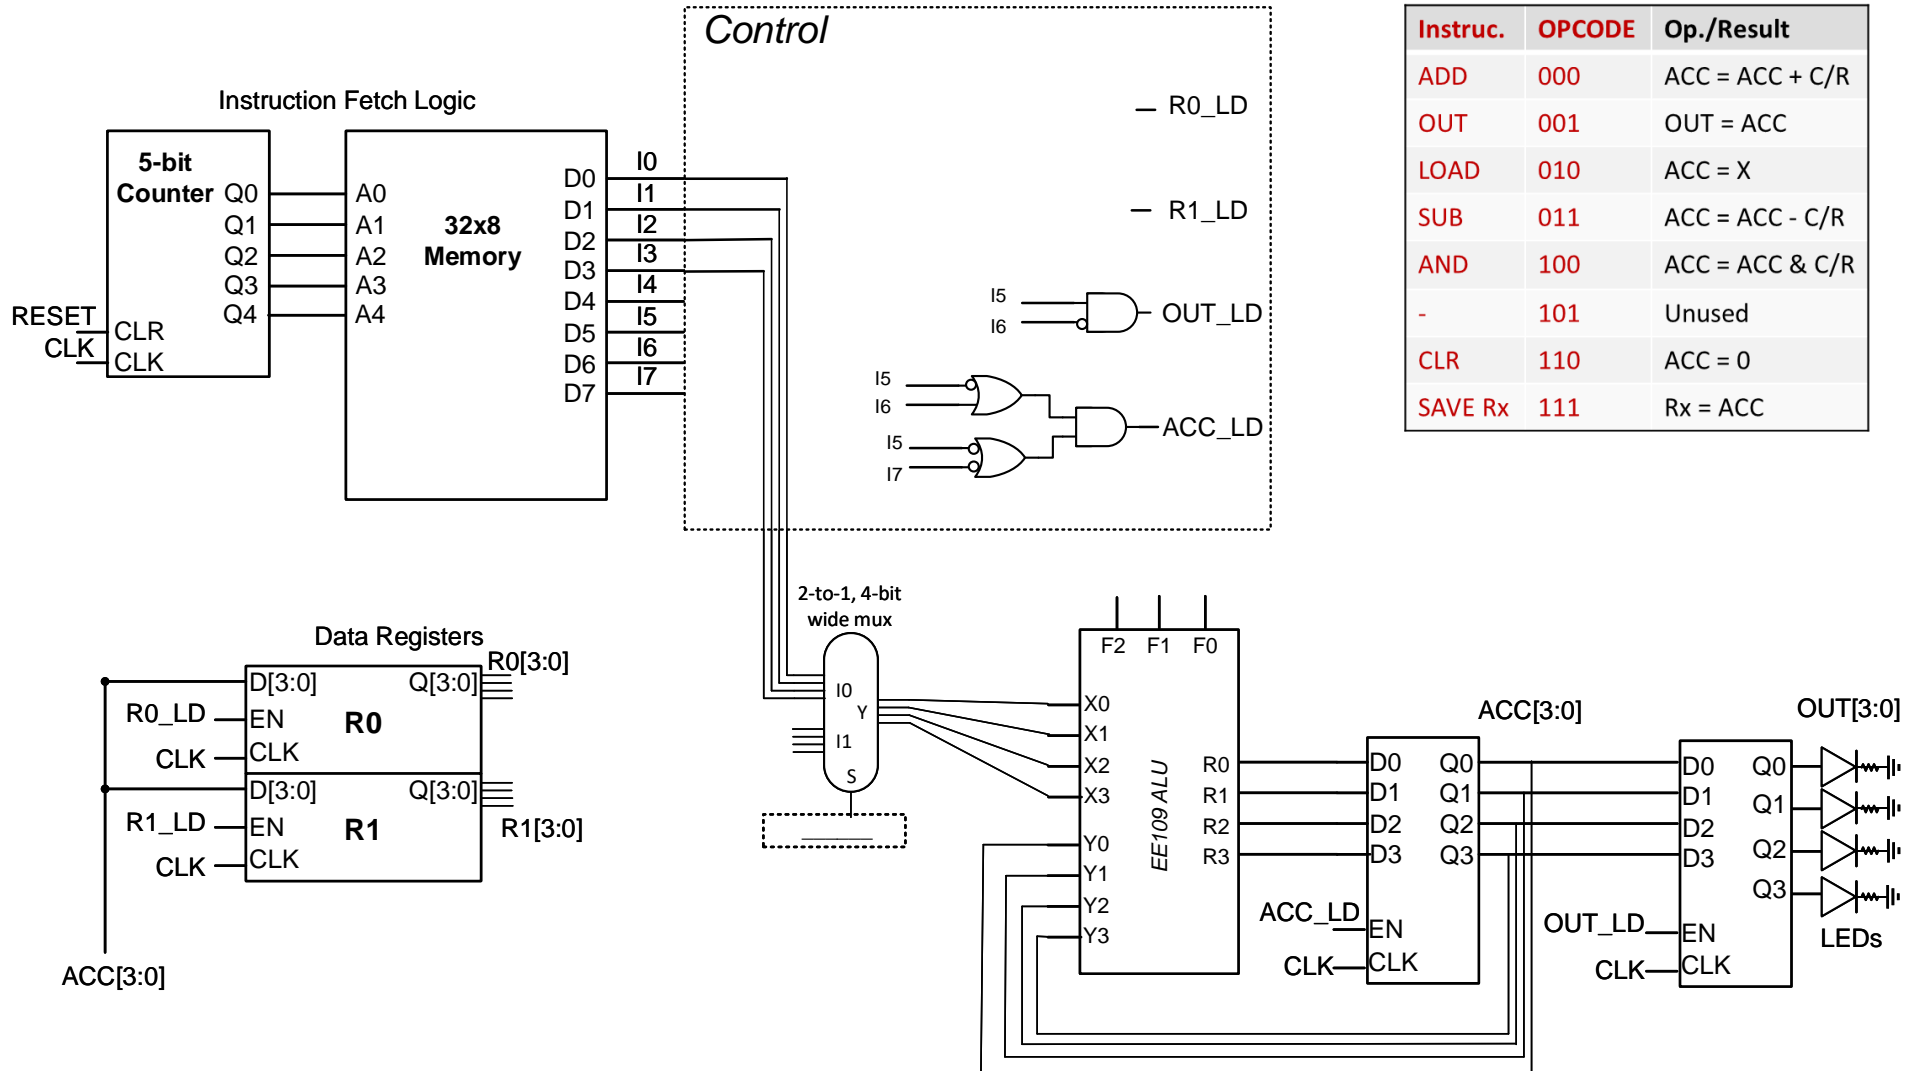 Control
Instruction Fetch Logic
5-bit
Counter
Q0
Q1
Q2
Q3
Q4
RESET
CLR
CLK
CLK
A0
A1
A2
A3
A4
32x8
Memory
D0
D1
D2
D3
D4
D5
D6
D7
I0
I1
I2
I3
I4
I5
I6
I7
R0_LD
R1_LD
I5
I6
OUT_LD
I5
I6
I5
I7
ACC_LD
Instruc. OPCODE Op./Result
ADD 000 ACC = ACC + C/R
OUT 001 OUT = ACC
LOAD 010 ACC = X
SUB 011 ACC = ACC - C/R
AND 100 ACC = ACC & C/R
- 101 Unused
CLR 110 ACC = 0
SAVE Rx 111 Rx = ACC
Data Registers
R0[3:0]
D[3:0] Q[3:0]
R0_LD EN R0
CLK CLK
D[3:0] Q[3:0]
R1_LD EN R1
R1[3:0]
CLK CLK
ACC[3:0]
2-to-1, 4-bit
wide mux
I0
Y
I1
S
F2 F1 F0
X0
X1
X2
X3
Y0
Y1
Y2
Y3
EE109 ALU
R0
R1
R2
R3
ACC[3:0]
D0 Q0
D1 Q1
D2 Q2
D3 Q3
ACC_LD EN
CLK CLK
OUT[3:0]
D0 Q0
D1 Q1
D2 Q2
D3 Q3
OUT_LD EN
CLK CLK
LEDs